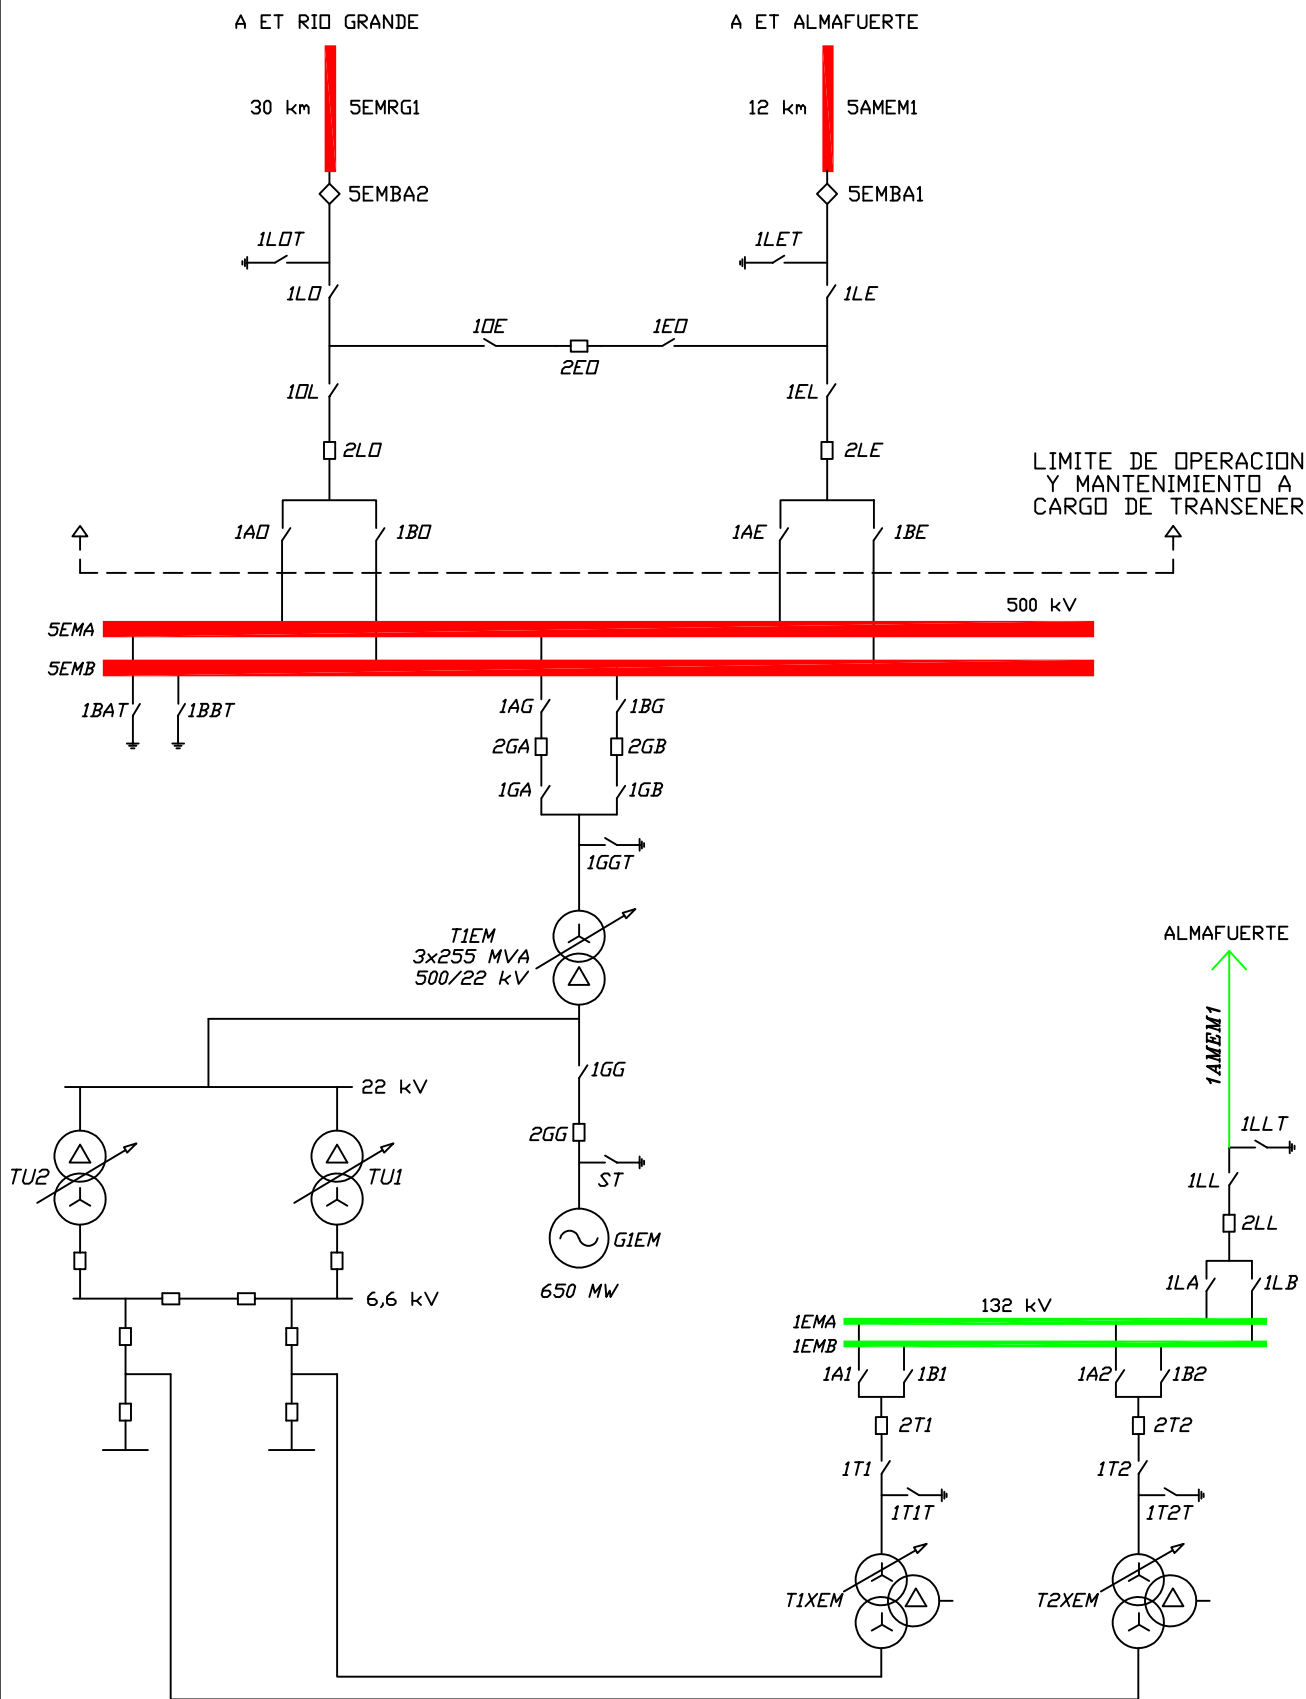 A ET RIO GRANDE
A ET ALMAFUERTE
30 km
5EMRG1
12 km
5AMEM1
5EMBA2
5EMBA1
1LOT
1LET
1LO
1LE
1OE
1EO
2EO
1OL
1EL
2LO
2LE
LIMITE DE OPERACION
Y MANTENIMIENTO A
CARGO DE TRANSENER
1AO
1BO
1AE
1BE
500 kV
5EMA
5EMB
1BAT
1BBT
1AG
1BG
2GA
2GB
1GA
1GB
1GGT
T1EM
3x255 MVA
500/22 kV
ALMAFUERTE
1AMEM1
1GG
22 kV
2GG
1LLT
TU2
TU1
ST
1LL
2LL
G1EM
650 MW
1LA
1LB
6,6 kV
132 kV
1EMA
1EMB
1A1
1B1
1A2
1B2
2T1
2T2
1T1
1T2
1T1T
1T2T
T1XEM
T2XEM